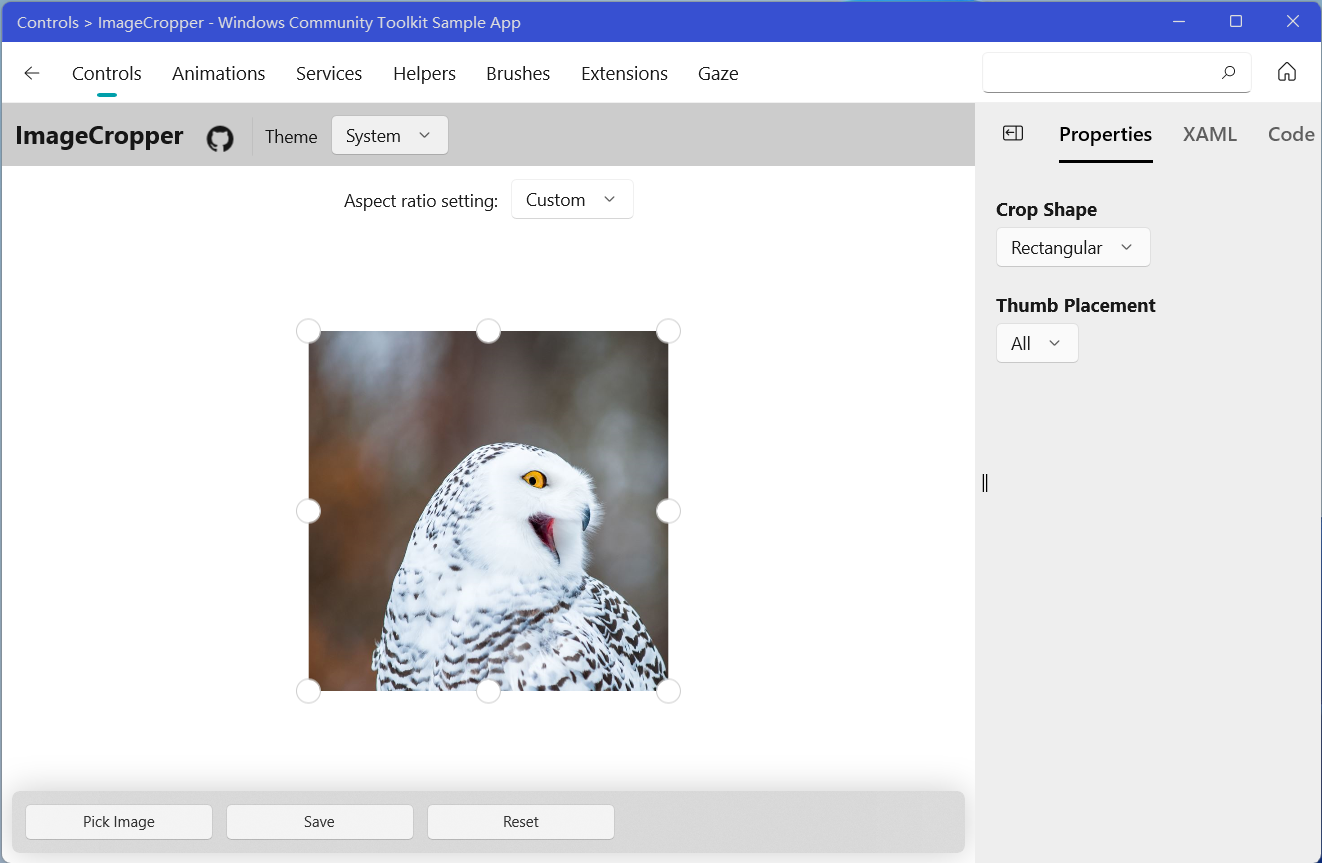 Controls > ImageCropper - Windows Community Toolkit Sample App
Controls Animations Services Helpers Brushes Extensions Gaze
ImageCropper Theme System
Properties XAML Code
Aspect ratio setting: Custom
Crop Shape
Rectangular
Thumb Placement
All
Pick Image Save Reset